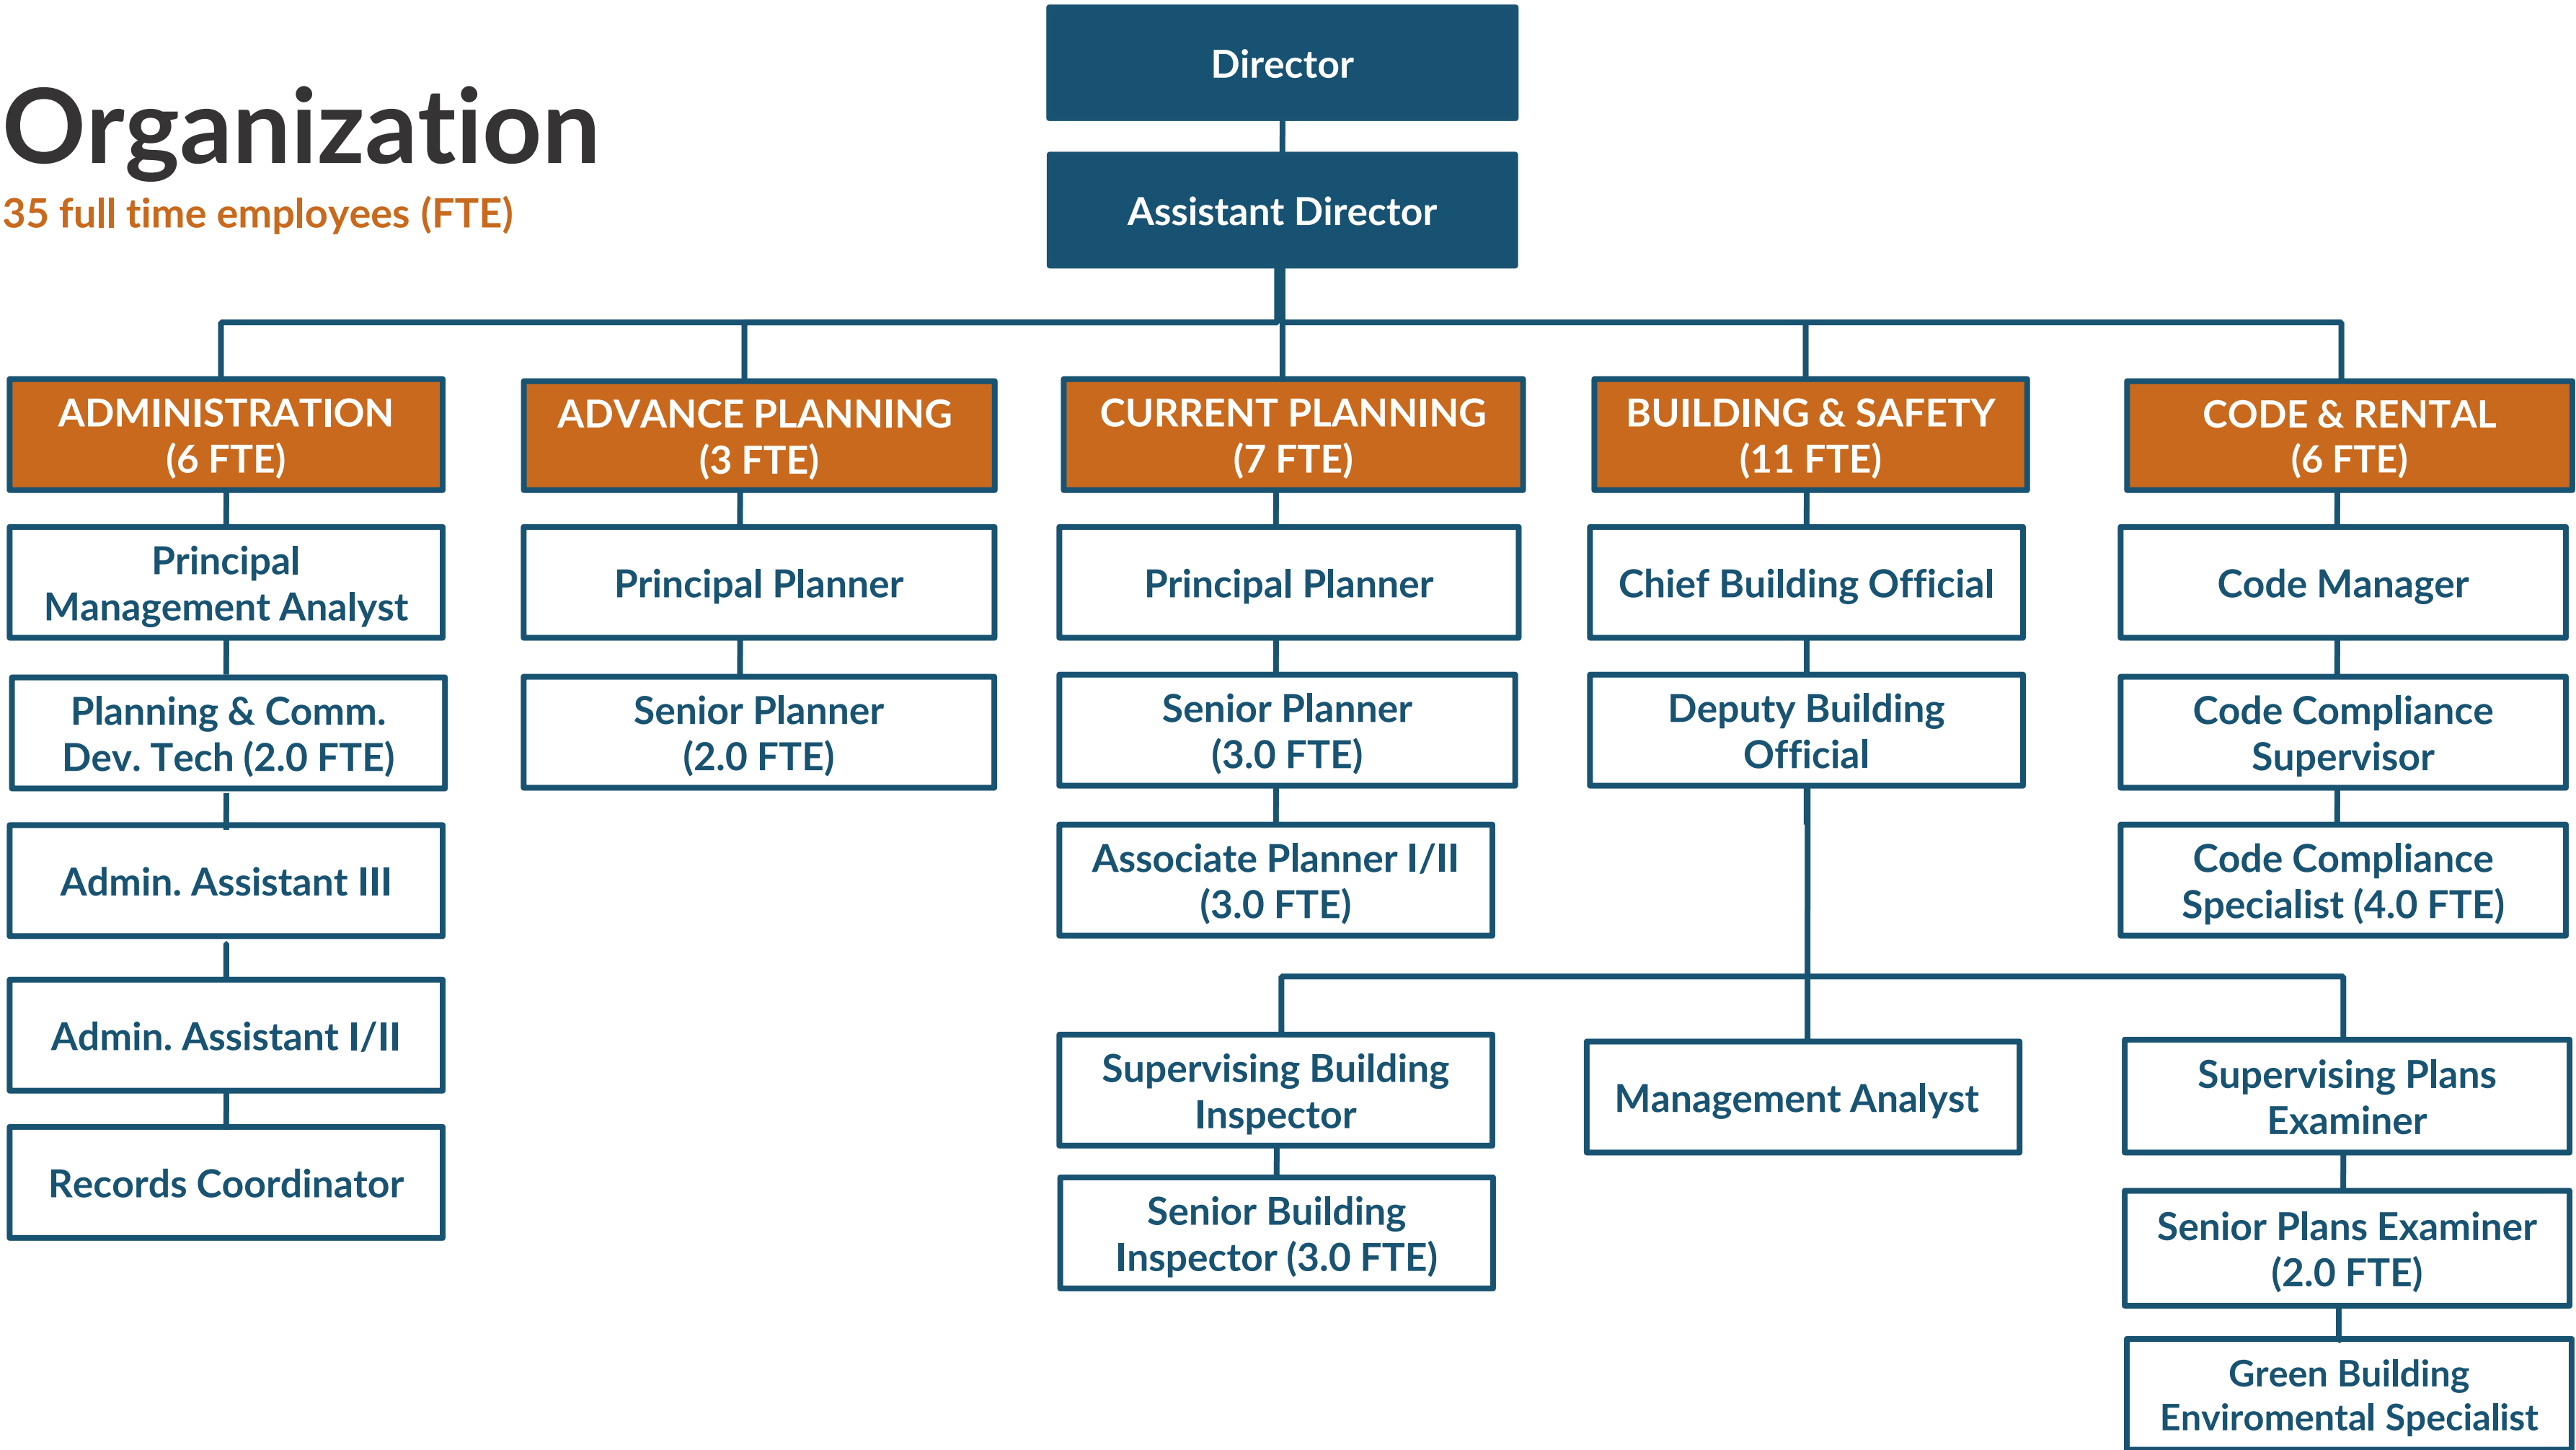 Organization
35 full time employees (FTE)
Director
Assistant Director
ADMINISTRATION
(6 FTE)
Principal
Management Analyst
Planning & Comm.
Dev. Tech (2.0 FTE)
Admin. Assistant III
Admin. Assistant I/II
Records Coordinator
ADVANCE PLANNING
(3 FTE)
Principal Planner
Senior Planner
(2.0 FTE)
CURRENT PLANNING
(7 FTE)
Principal Planner
Senior Planner
(3.0 FTE)
Associate Planner I/II
(3.0 FTE)
BUILDING & SAFETY
(11 FTE)
Chief Building Official
Deputy Building
Official
Supervising Building
Inspector
Senior Building
Inspector (3.0 FTE)
Management Analyst
Supervising Plans
Examiner
Senior Plans Examiner
(2.0 FTE)
Green Building
Enviromental Specialist
CODE & RENTAL
(6 FTE)
Code Manager
Code Compliance
Supervisor
Code Compliance
Specialist (4.0 FTE)